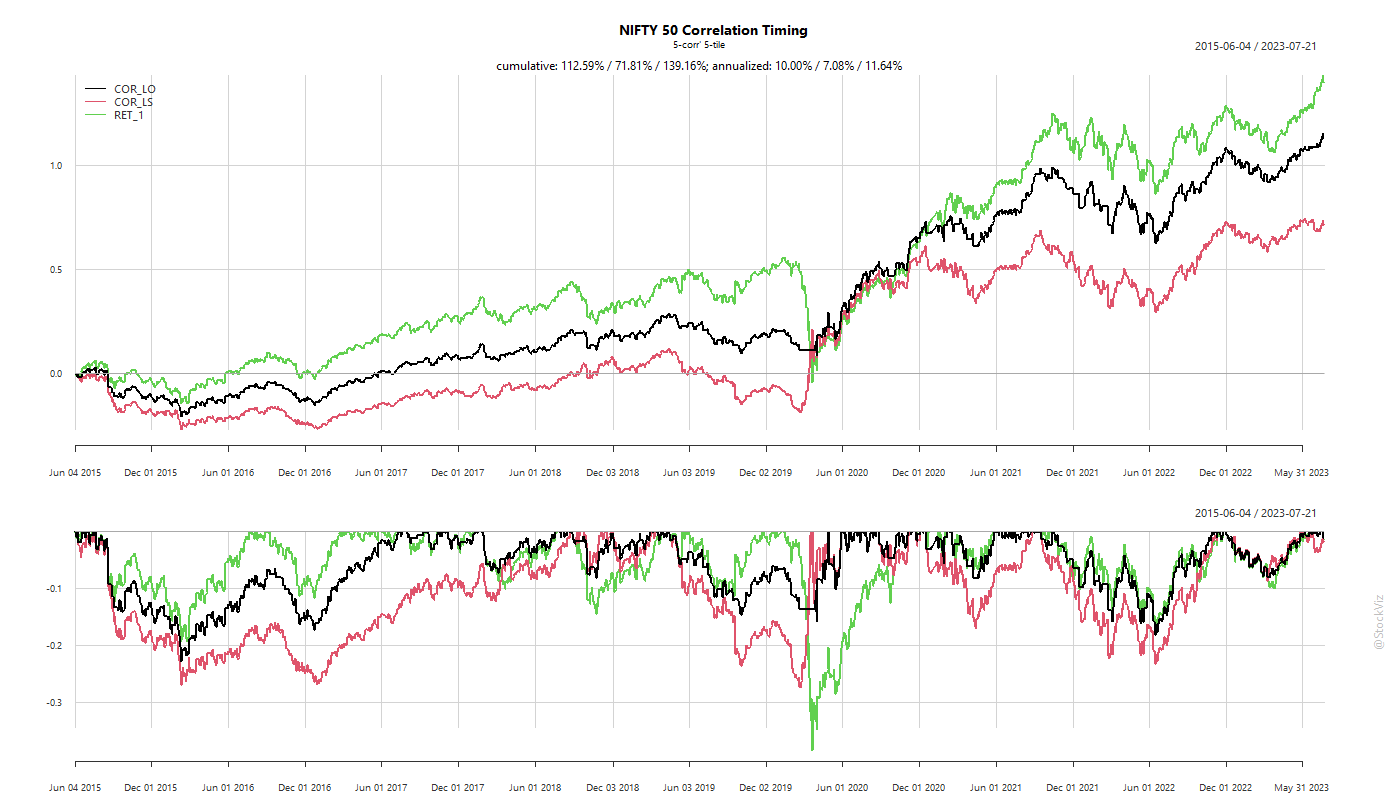 NIFTY 50 Correlation Timing
5-corr' 5-tile
2015-06-04 / 2023-07-21
cumulative: 112.59% / 71.81% / 139.16%; annualized: 10.00% / 7.08% / 11.64%
COR_LO
COR_LS
RET_1
1.0
0.5
0.0
Jun 04 2015 Dec 01 2015 Jun 01 2016 Dec 01 2016 Jun 01 2017 Dec 01 2017 Jun 01 2018 Dec 03 2018 Jun 03 2019 Dec 02 2019 Jun 01 2020 Dec 01 2020 Jun 01 2021 Dec 01 2021 Jun 01 2022 Dec 01 2022 May 31 2023
2015-06-04 / 2023-07-21
-0.1
-0.2
-0.3
Jun 04 2015 Dec 01 2015 Jun 01 2016 Dec 01 2016 Jun 01 2017 Dec 01 2017 Jun 01 2018 Dec 03 2018 Jun 03 2019 Dec 02 2019 Jun 01 2020 Dec 01 2020 Jun 01 2021 Dec 01 2021 Jun 01 2022 Dec 01 2022 May 31 2023
@StockViz